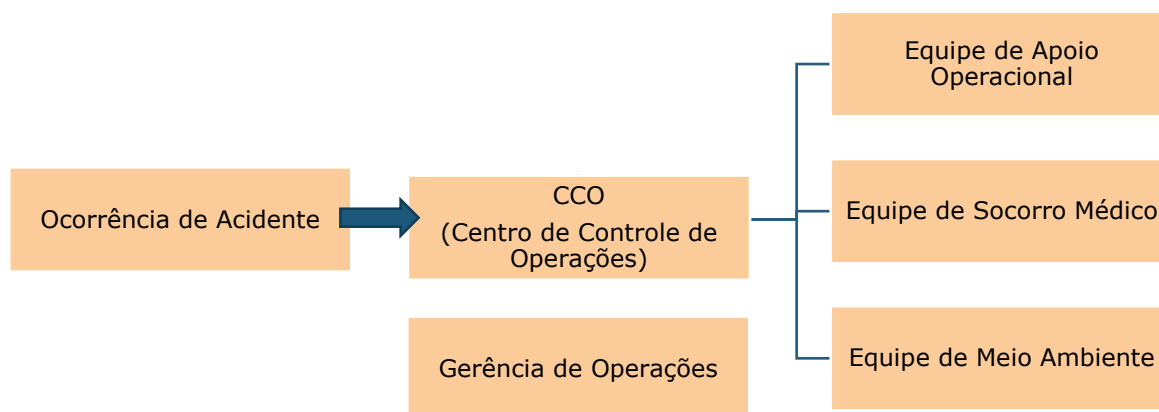 Ocorrência de Acidente
CCO
(Centro de Controle de
Operações)
Gerência de Operações
Equipe de Apoio
Operacional
Equipe de Socorro Médico
Equipe de Meio Ambiente